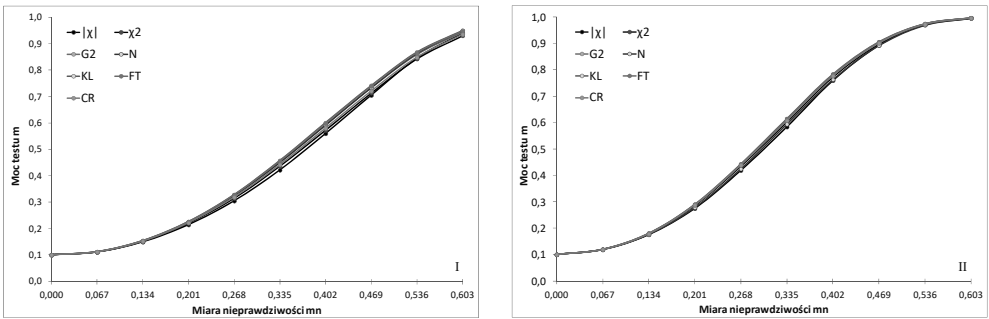 1,0
0,9
0,8
0,7
0,6
0,5
0,4
0,3
0,2
0,1
0,0
Moc testu m
|χ| χ2
G2 N
KL FT
CR
I
0,000 0,067 0,134 0,201 0,268 0,335 0,402 0,469 0,536 0,603
Miara nieprawdziwości mn
1,0
0,9
0,8
0,7
0,6
0,5
0,4
0,3
0,2
0,1
0,0
Moc testu m
|χ| χ2
G2 N
KL FT
CR
II
0,000 0,067 0,134 0,201 0,268 0,335 0,402 0,469 0,536 0,603
Miara nieprawdziwości mn